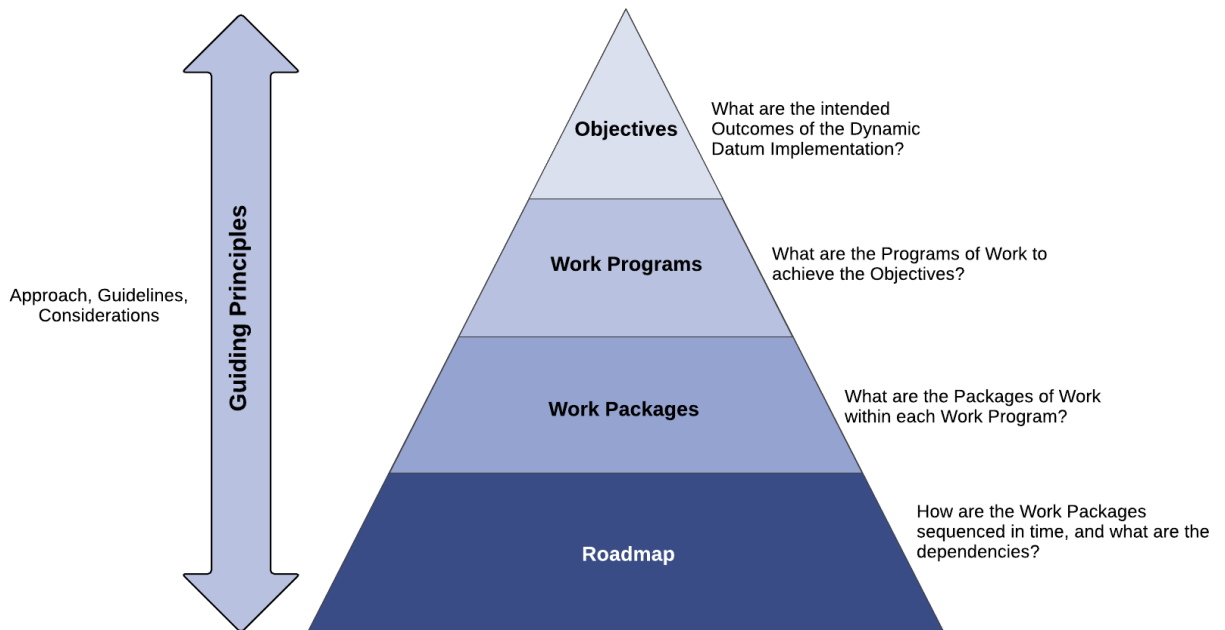 Objectives
What are the intended
Outcomes of the Dynamic
Datum Implementation?
Work Programs
What are the Programs of Work to
achieve the Objectives?
Guiding Principles
Approach, Guidelines,
Considerations
Work Packages
What are the Packages of Work
within each Work Program?
Roadmap
How are the Work Packages
sequenced in time, and what are the
dependencies?